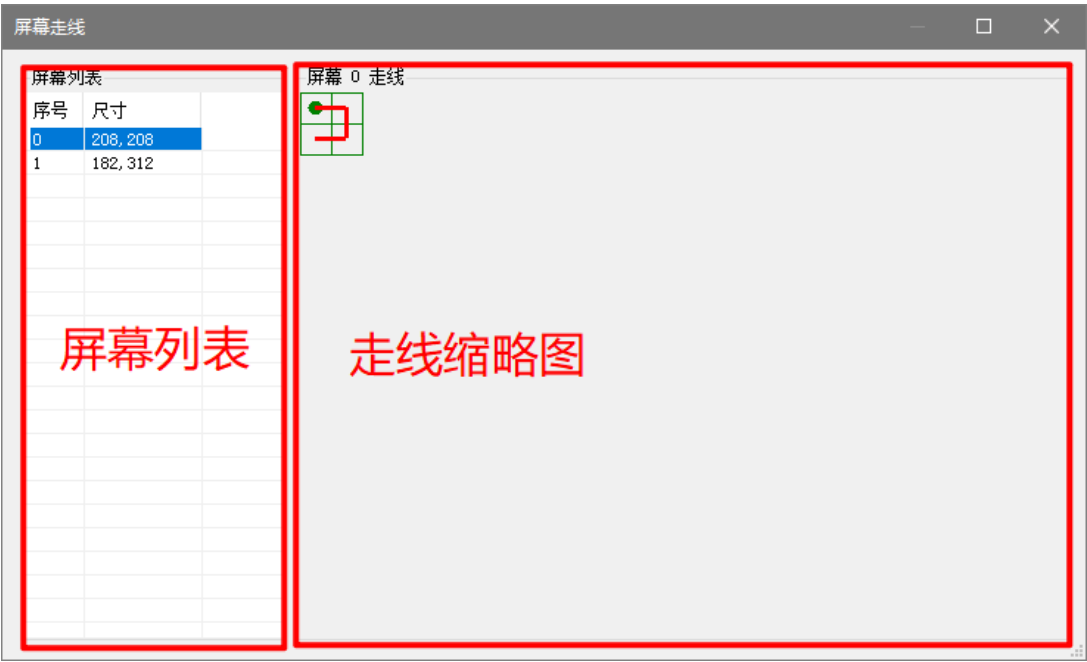 屏幕走线
屏幕列表
序号 尺寸
0 208, 208
1 182, 312
屏幕列表
屏幕 0 走线
走线缩略图